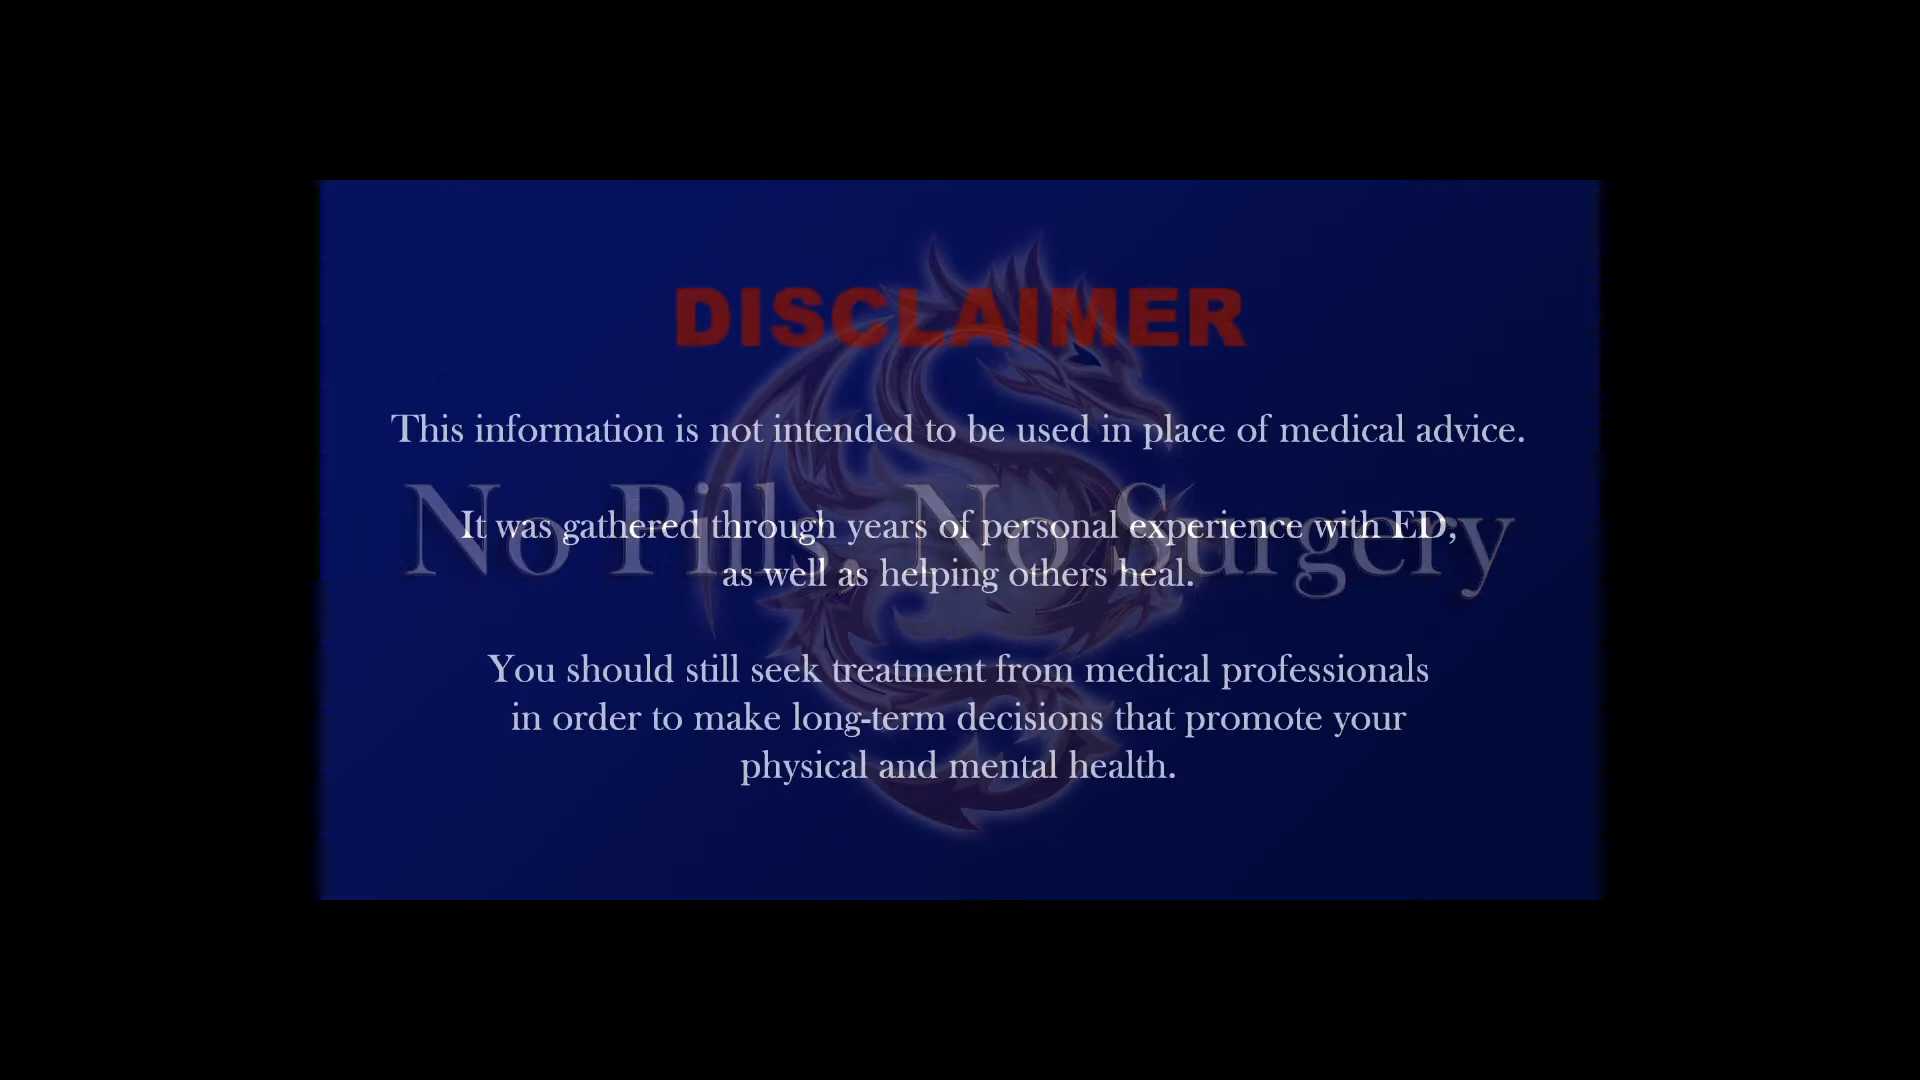 DISCLAIMER
This information is not intended to be used in place of medical advice.
No Pills, No Surgery
It was gathered through years of personal experience with ED,
as well as helping others heal.
You should still seek treatment from medical professionals
in order to make long-term decisions that promote your
physical and mental health.